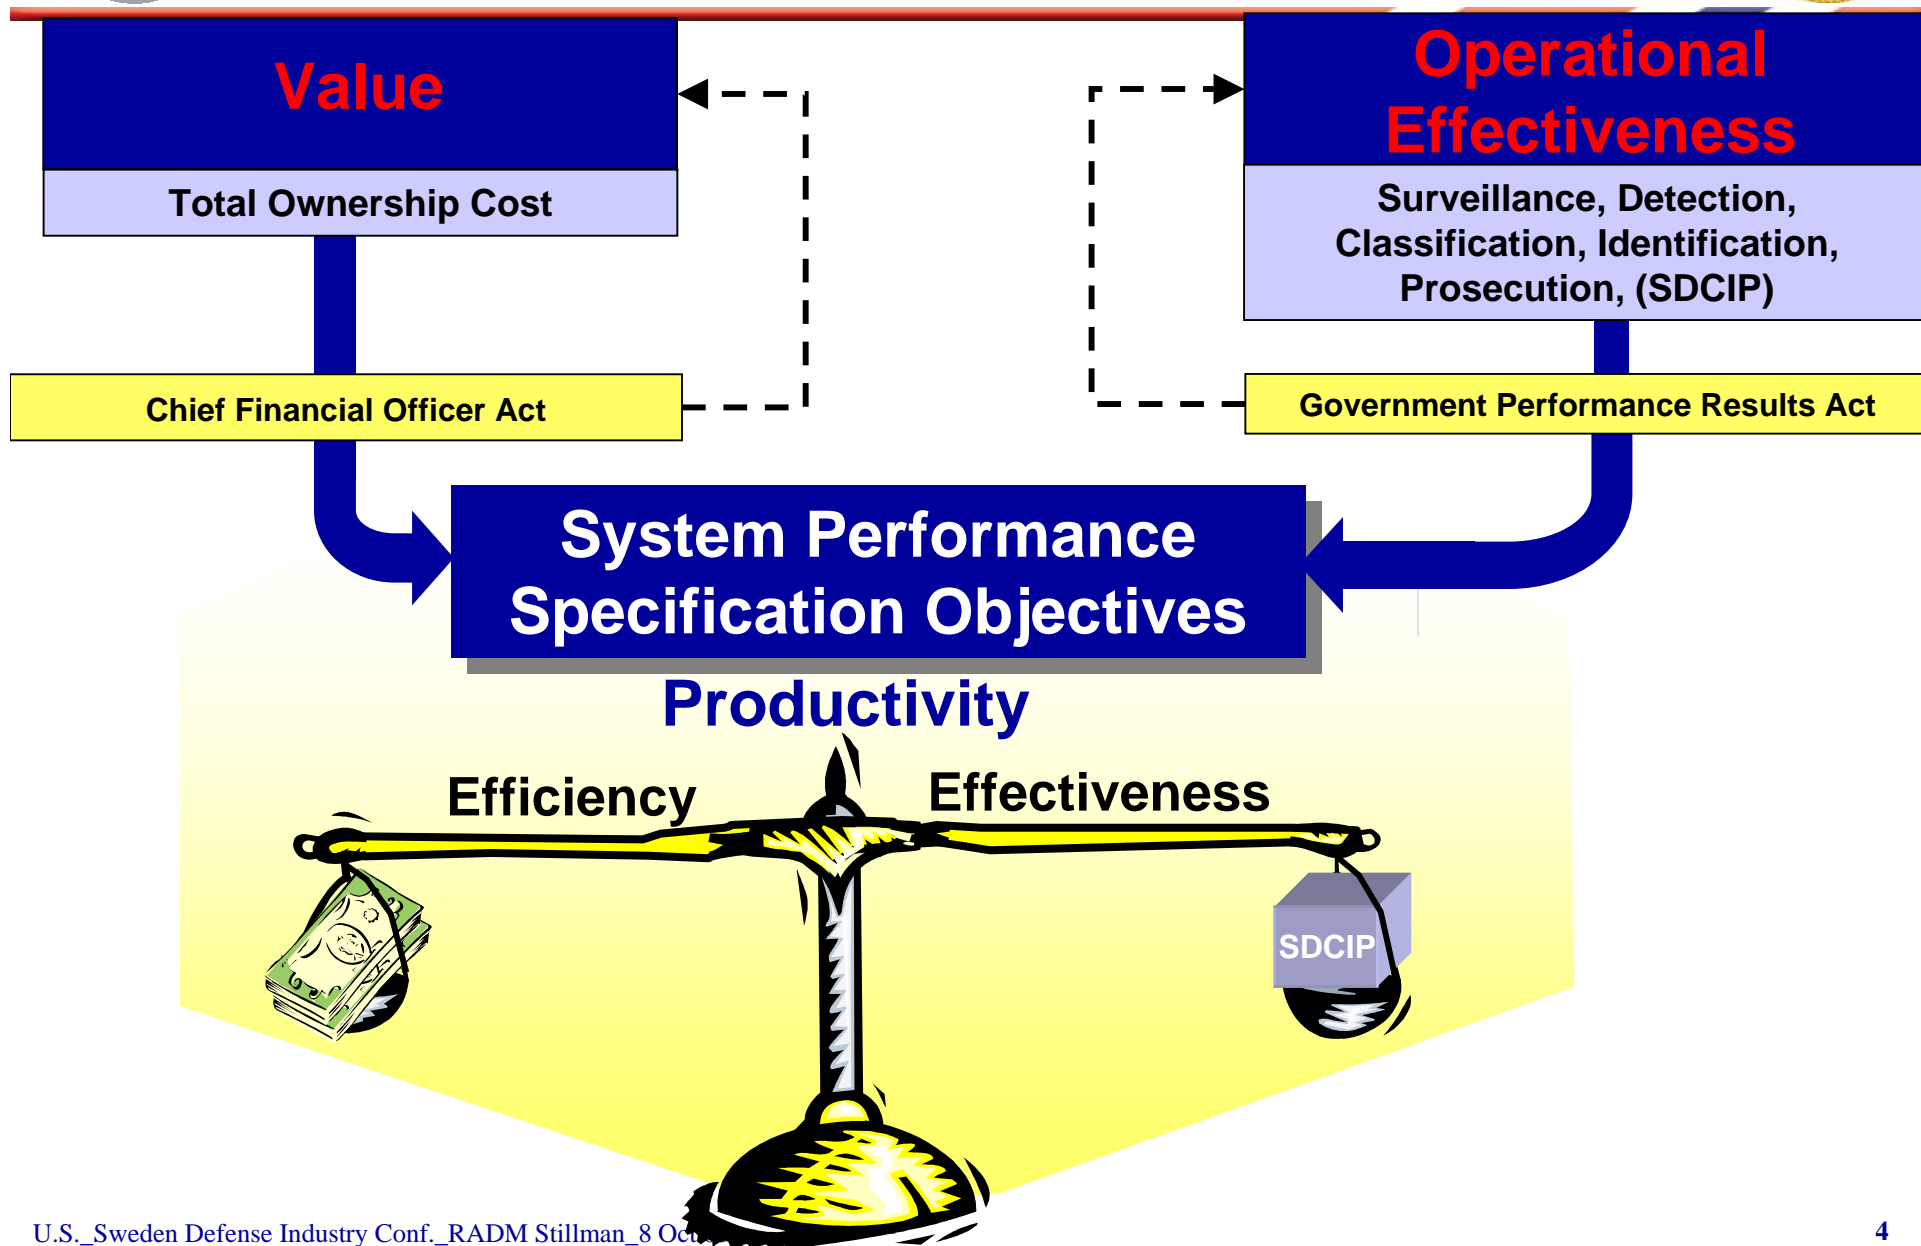 Value
Operational
Effectiveness
Total Ownership Cost
Surveillance, Detection,
Classification, Identification,
Prosecution, (SDCIP)
Chief Financial Officer Act
Government Performance Results Act
System Performance
Specification Objectives
Productivity
Efficiency
Effectiveness
SDCIP
U.S._Sweden Defense Industry Conf._RADM Stillman_8
4